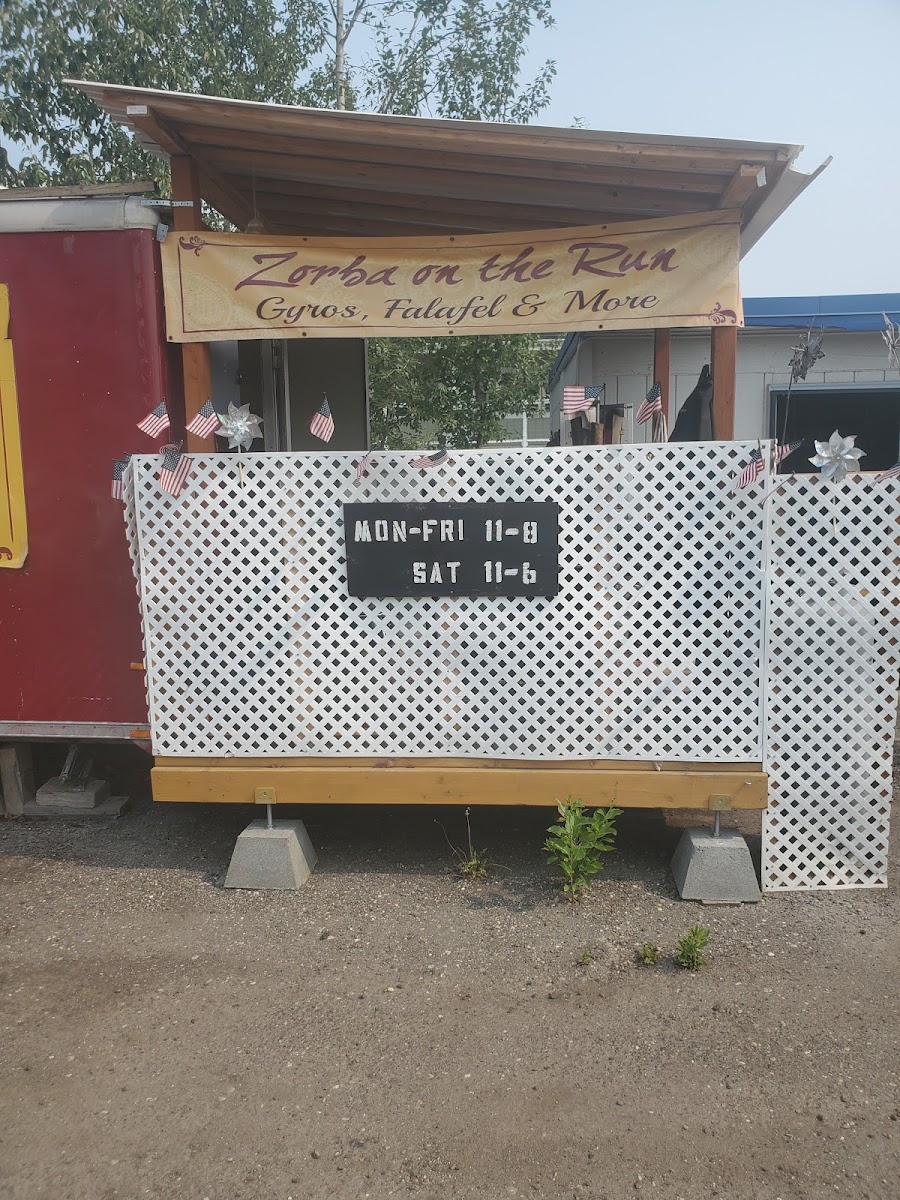 Zorba on the Run
Gyros, Falafel & More
MON-FRI 11-8
SAT 11-6